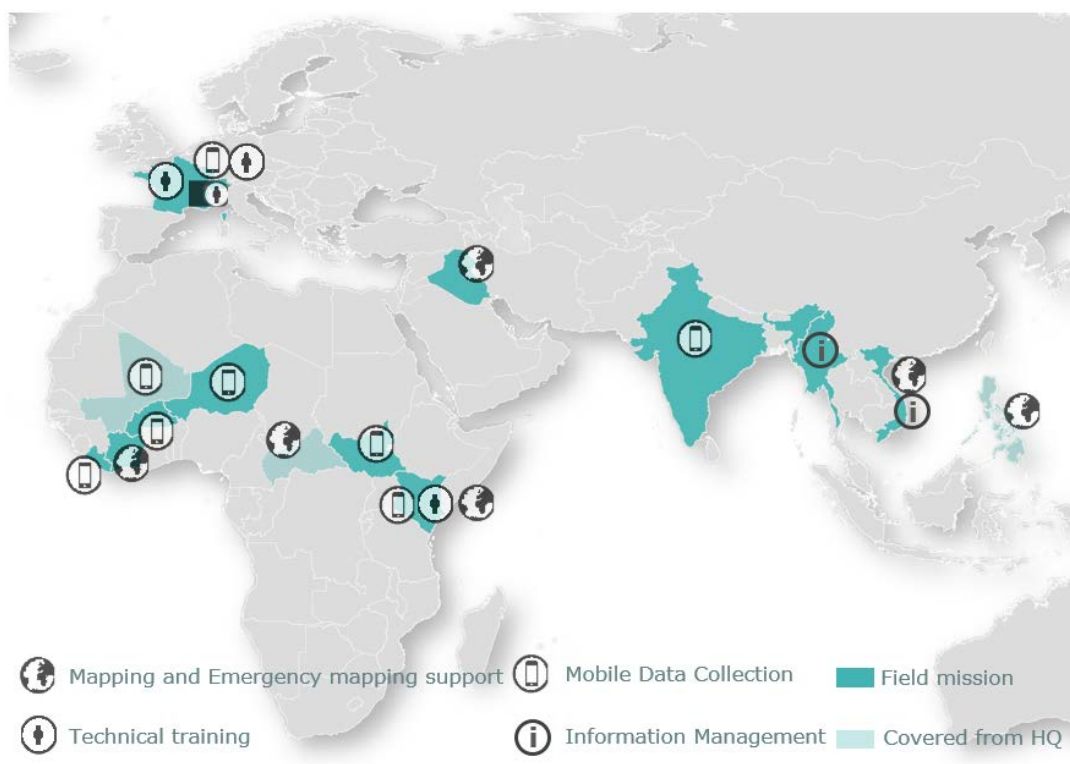 Mapping and Emergency mapping support
Mobile Data Collection
Field mission
Technical training
Information Management
Covered from HQ